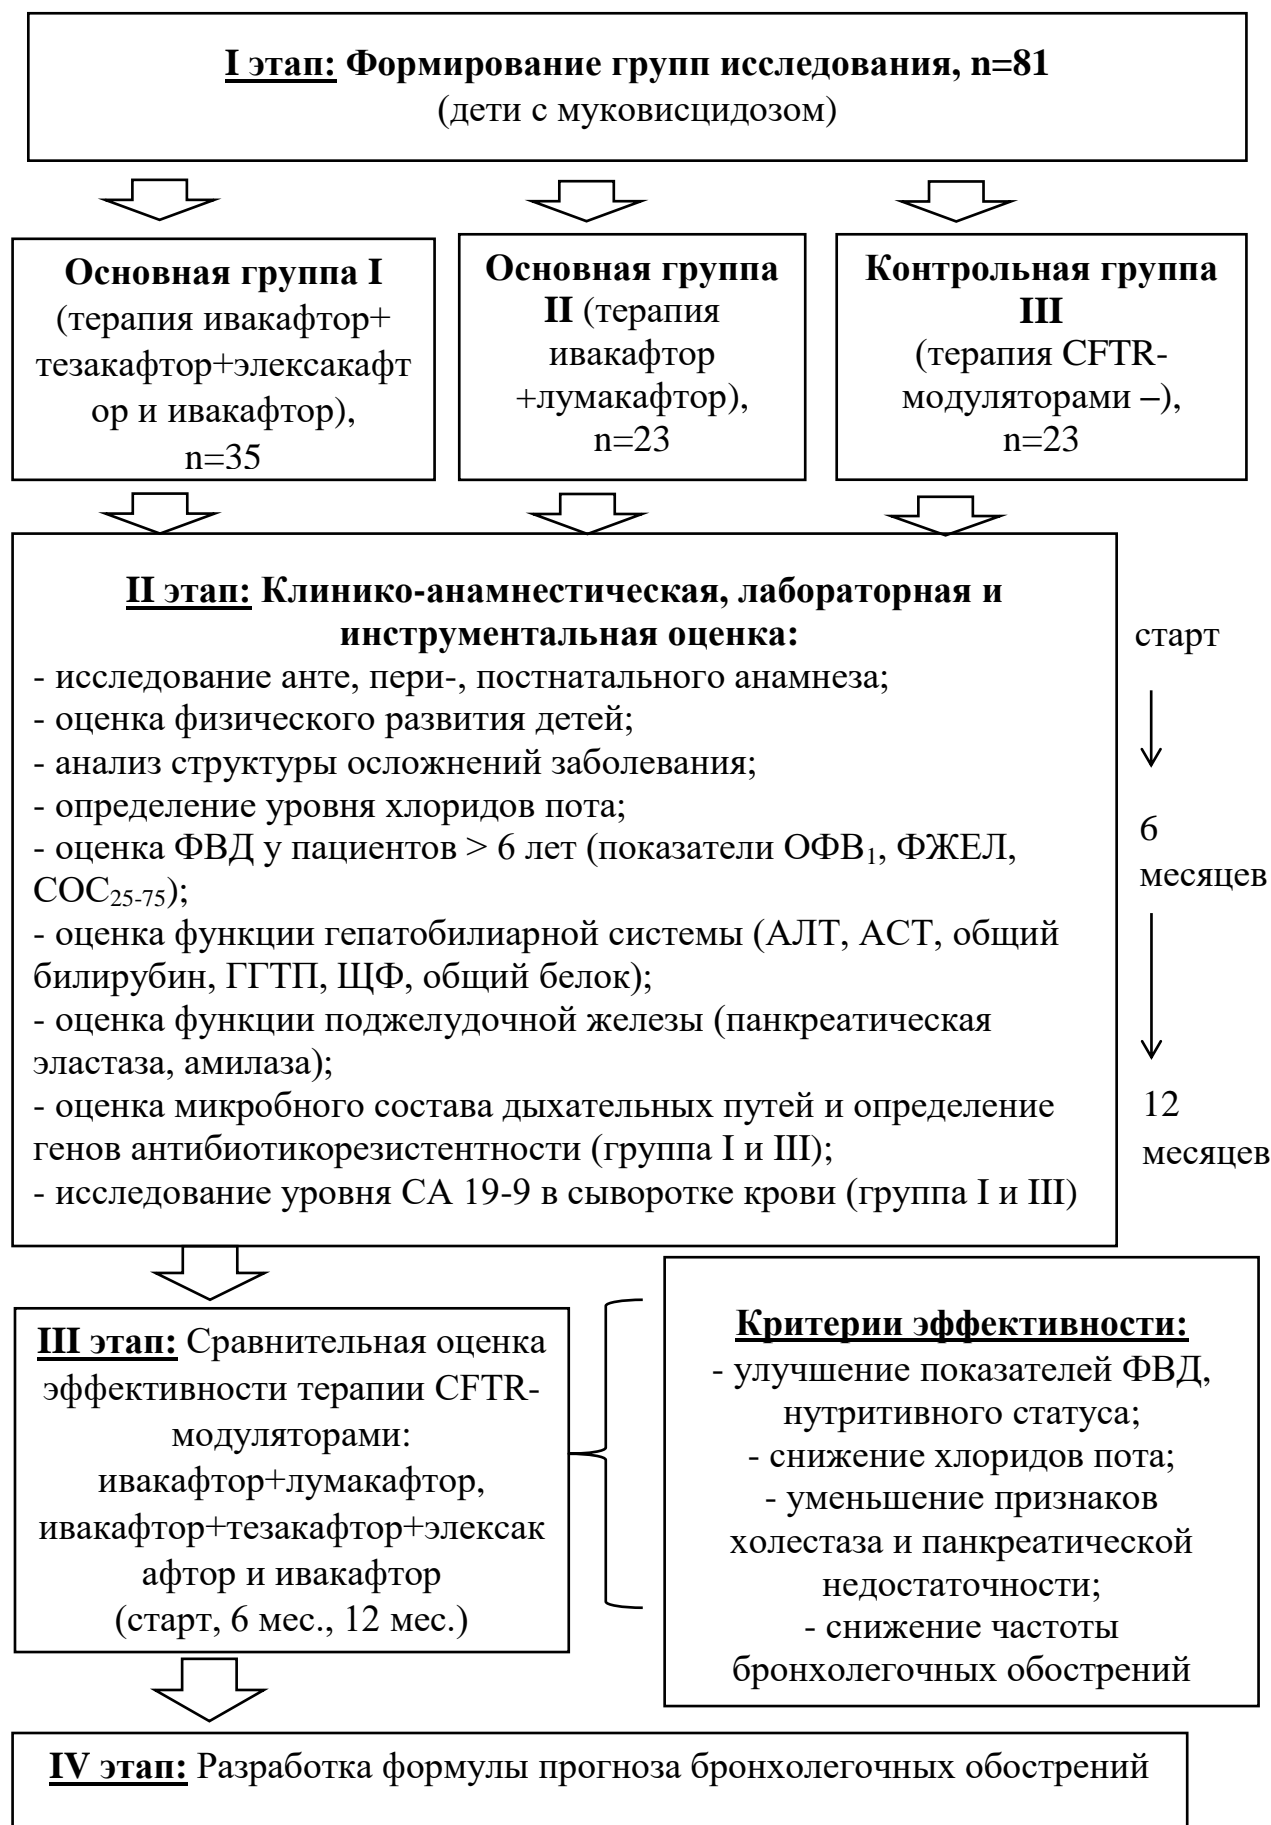 I этап: Формирование групп исследования, n=81
(дети с муковисцидозом)
Основная группа I
(терапия ивакафтор+
тезакафтор+элексакафт
ор и ивакафтор),
n=35
Основная группа
II (терапия
ивакафтор
+лумакафтор),
n=23
Контрольная группа
III
(терапия CFTR-
модуляторами –),
n=23
II этап: Клинико-анамнестическая, лабораторная и
инструментальная оценка:
- исследование анте, пери-, постнатального анамнеза;
- оценка физического развития детей;
- анализ структуры осложнений заболевания;
- определение уровня хлоридов пота;
- оценка ФВД у пациентов > 6 лет (показатели ОФВ₁, ФЖЕЛ,
СОС₂₅₋₇₅);
- оценка функции гепатобилиарной системы (АЛТ, АСТ, общий
билирубин, ГГТП, ЩФ, общий белок);
- оценка функции поджелудочной железы (панкреатическая
эластаза, амилаза);
- оценка микробного состава дыхательных путей и определение
генов антибиотикорезистентности (группа I и III);
- исследование уровня СА 19-9 в сыворотке крови (группа I и III)
старт
6
месяцев
12
месяцев
III этап: Сравнительная оценка
эффективности терапии CFTR-
модуляторами:
ивакафтор+лумакафтор,
ивакафтор+тезакафтор+элексак
афтор и ивакафтор
(старт, 6 мес., 12 мес.)
Критерии эффективности:
- улучшение показателей ФВД,
нутритивного статуса;
- снижение хлоридов пота;
- уменьшение признаков
холестаза и панкреатической
недостаточности;
- снижение частоты
бронхолегочных обострений
IV этап: Разработка формулы прогноза бронхолегочных обострений